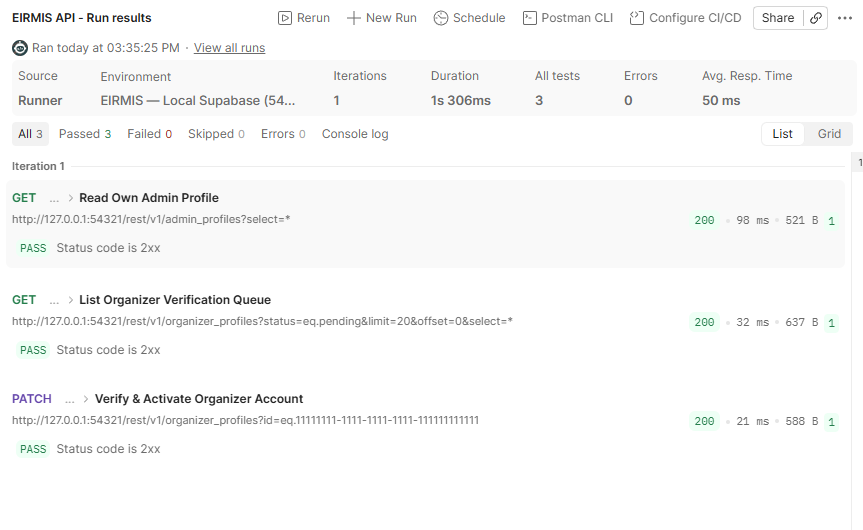 EIRMIS API - Run results
Rerun
New Run
Schedule
Postman CLI
Configure CI/CD
Share
Ran today at 03:35:25 PM · View all runs
Source Environment Iterations Duration All tests Errors Avg. Resp. Time
Runner EIRMIS — Local Supabase (54... 1 1s 306ms 3 0 50 ms
All 3 Passed 3 Failed 0 Skipped 0 Errors 0 Console log List Grid
Iteration 1
1
GET ... > Read Own Admin Profile
http://127.0.0.1:54321/rest/v1/admin_profiles?select=*
200 • 98 ms • 521 B 1
PASS Status code is 2xx
GET ... > List Organizer Verification Queue
http://127.0.0.1:54321/rest/v1/organizer_profiles?status=eq.pending&limit=20&offset=0&select=*
200 • 32 ms • 637 B 1
PASS Status code is 2xx
PATCH ... > Verify & Activate Organizer Account
http://127.0.0.1:54321/rest/v1/organizer_profiles?id=eq.11111111-1111-1111-1111-111111111111
200 • 21 ms • 588 B 1
PASS Status code is 2xx